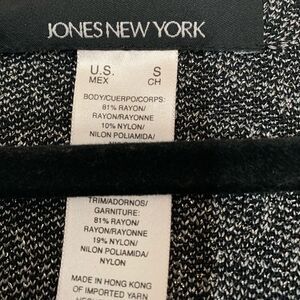 JONES NEW YORK
U.S. S
MEX CH
BODY/CUERPO/CORPS:
81% RAYON/
RAYON/RAYONNE
10% NYLON/
NILON POLIAMIDA/
TRIM/ADORNOS/
GARNITURE:
81% RAYON/
RAYON/RAYONNE
19% NYLON/
NILON POLIAMIDA/
NYLON
MADE IN HONG KONG
OF IMPORTED YARN